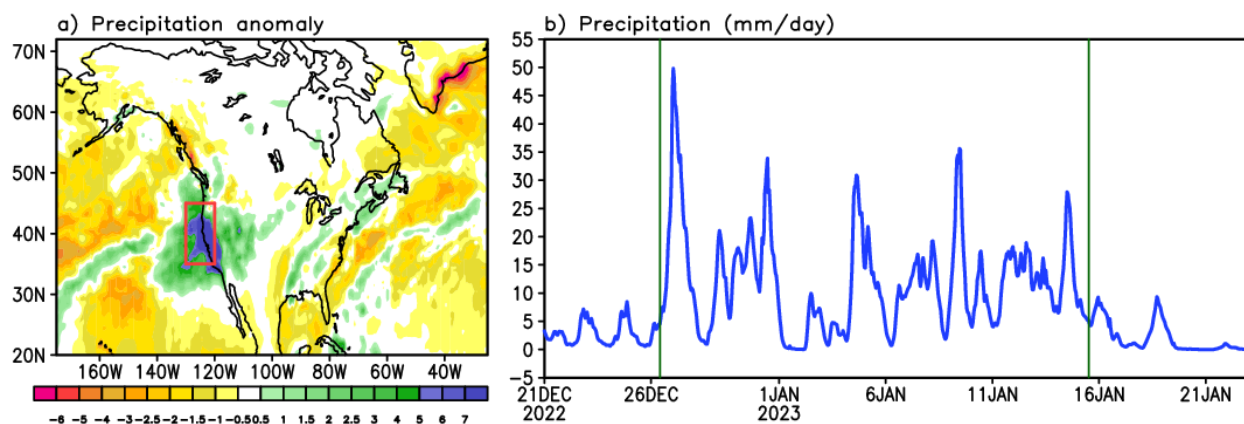 a) Precipitation anomaly
70N
60N
50N
40N
30N
20N
160W 140W 120W 100W 80W 60W 40W
-6 -5 -4 -3 -2.5 -2 -1.5 -1 -0.5 0.5 1 1.5 2 2.5 3 4 5 6 7
b) Precipitation (mm/day)
55
50
45
40
35
30
25
20
15
10
5
0
-5
21DEC 26DEC 1JAN 6JAN 11JAN 16JAN 21JAN
2022 2023